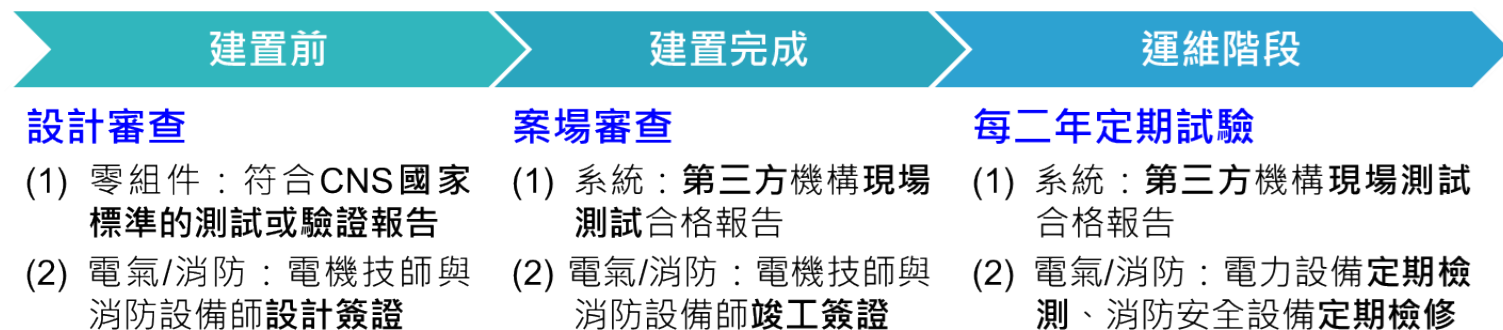 建置前
建置完成
運維階段
設計審查
(1) 零組件：符合CNS國家
標準的測試或驗證報告
(2) 電氣/消防：電機技師與
消防設備師設計簽證
案場審查
(1) 系統：第三方機構現場
測試合格報告
(2) 電氣/消防：電機技師與
消防設備師竣工簽證
每二年定期試驗
(1) 系統：第三方機構現場測試
合格報告
(2) 電氣/消防：電力設備定期檢
測、消防安全設備定期檢修